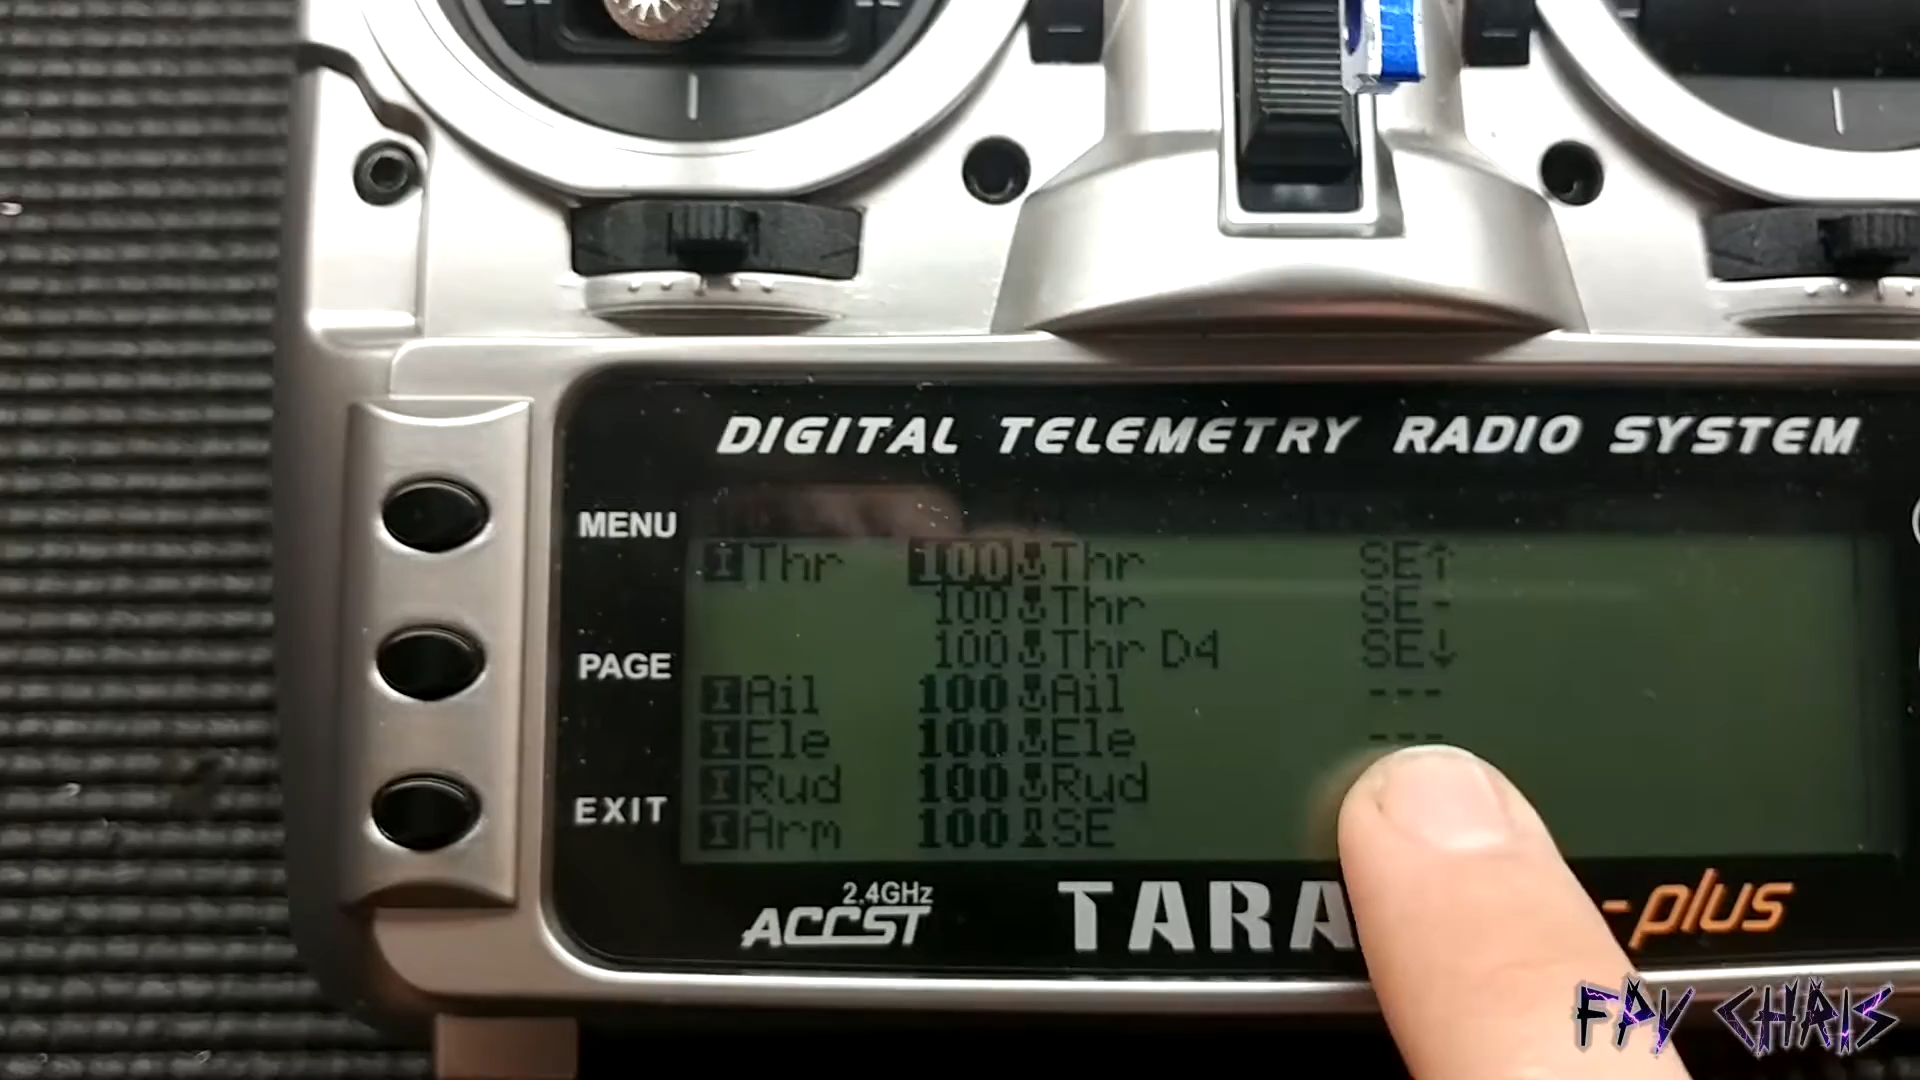 DIGITAL TELEMETRY RADIO SYSTEM
MENU
PAGE
EXIT
I Thr 100 Thr SE↑
100 Thr SE-
100 Thr D4 SE↓
I Ail 100 Ail ---
I Ele 100 Ele ---
I Rud 100 Rud
I Arm 100 SE
2.4GHz
ACCST
TARA
-plus
FPV CHRIS